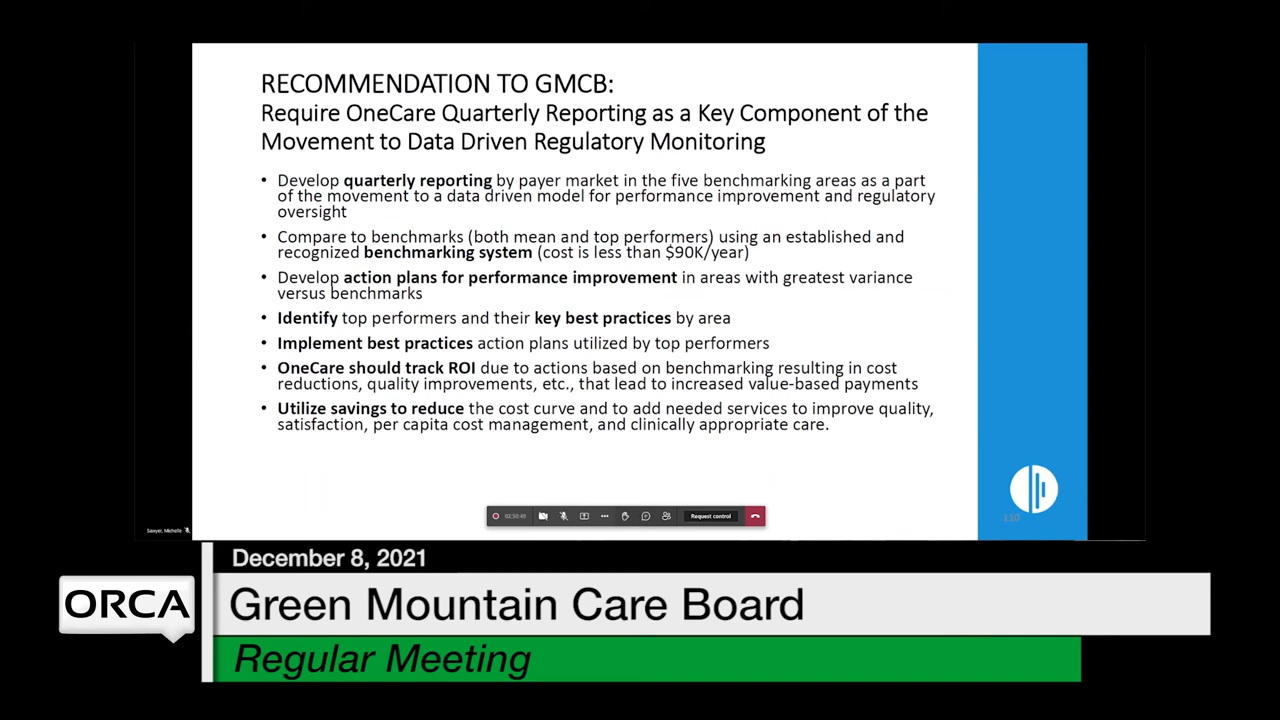 RECOMMENDATION TO GMCB:
Require OneCare Quarterly Reporting as a Key Component of the
Movement to Data Driven Regulatory Monitoring
• Develop quarterly reporting by payer market in the five benchmarking areas as a part
of the movement to a data driven model for performance improvement and regulatory
oversight
• Compare to benchmarks (both mean and top performers) using an established and
recognized benchmarking system (cost is less than $90K/year)
• Develop action plans for performance improvement in areas with greatest variance
versus benchmarks
• Identify top performers and their key best practices by area
• Implement best practices action plans utilized by top performers
• OneCare should track ROI due to actions based on benchmarking resulting in cost
reductions, quality improvements, etc., that lead to increased value-based payments
• Utilize savings to reduce the cost curve and to add needed services to improve quality,
satisfaction, per capita cost management, and clinically appropriate care.
110
02:50:40
Request control
Sawyer, Michelle
December 8, 2021
ORCA
Green Mountain Care Board
Regular Meeting